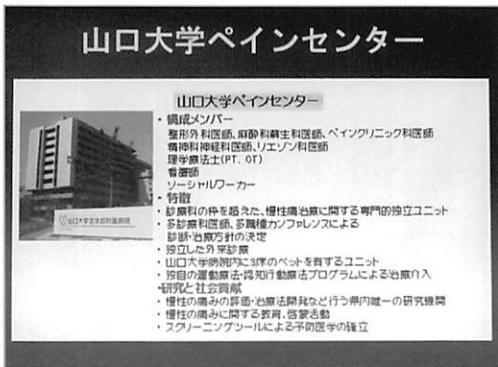 山口大学ペインセンター
山口大学ペインセンター
・構成メンバー
整形外科医師、麻酔科蘇生科医師、ペインクリニック科医師
精神科神経科医師、リエゾン科医師
理学療法士(PT, OT)
看護師
ソーシャルワーカー
・特徴
・診療科の枠を超えた、慢性痛治療に関する専門的独立ユニット
・多診療科医師、多職種カンファレンスによる
診断・治療方針の決定
・独立した外来診療
・山口大学病院内に3床のベットを有するユニット
・独自の運動療法・認知行動療法プログラムによる治療介入
・研究と社会貢献
・慢性の痛みの評価・治療法開発など行う県内唯一の研究機関
・慢性の痛みに関する教育、啓蒙活動
・スクリーニングツールによる予防医学の確立
山口大学医学部附属病院